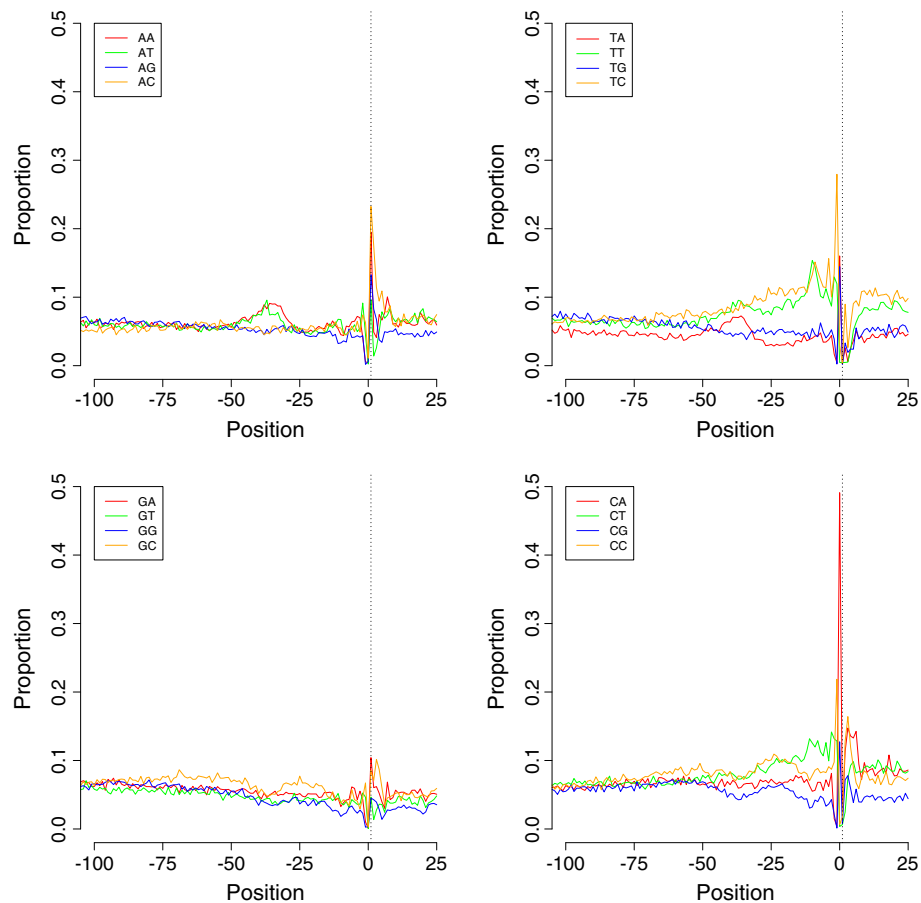 0.5
0.4
0.3
0.2
0.1
0.0
Proportion
AA
AT
AG
AC
-100 -75 -50 -25 0 25
Position
0.5
0.4
0.3
0.2
0.1
0.0
Proportion
TA
TT
TG
TC
-100 -75 -50 -25 0 25
Position
0.5
0.4
0.3
0.2
0.1
0.0
Proportion
GA
GT
GG
GC
-100 -75 -50 -25 0 25
Position
0.5
0.4
0.3
0.2
0.1
0.0
Proportion
CA
CT
CG
CC
-100 -75 -50 -25 0 25
Position